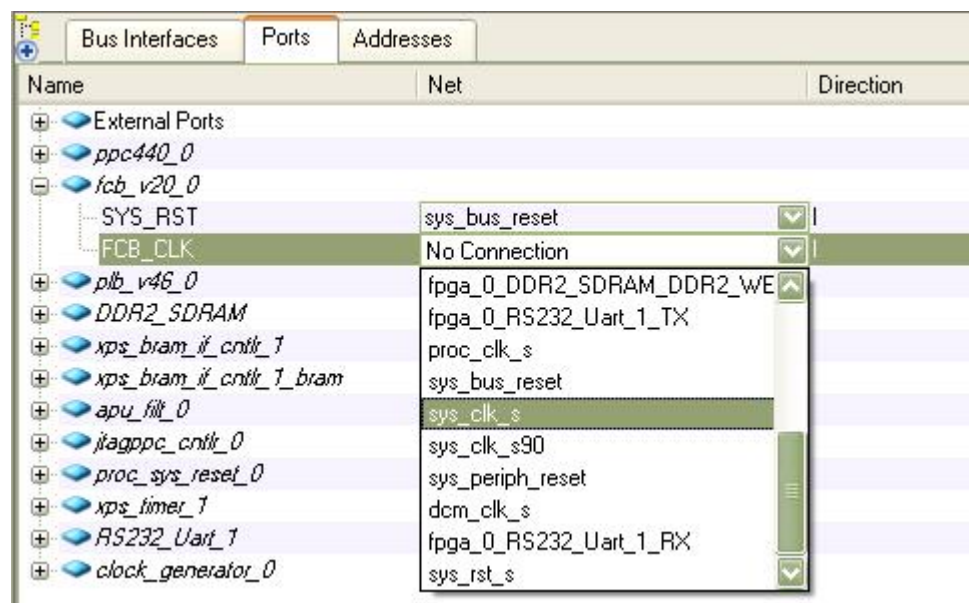 Bus Interfaces Ports Addresses
Name Net Direction
External Ports
ppc440_0
fcb_v20_0
SYS_RST sys_bus_reset I
FCB_CLK No Connection I
plb_v46_0 fpga_0_DDR2_SDRAM_DDR2_WE
DDR2_SDRAM fpga_0_RS232_Uart_1_TX
xps_bram_if_cntlr_1 proc_clk_s
xps_bram_if_cntlr_1_bram sys_bus_reset
apu_filt_0 sys_clk_s
jtagppc_cntlr_0 sys_clk_s90
proc_sys_reset_0 sys_periph_reset
xps_timer_1 dcm_clk_s
RS232_Uart_1 fpga_0_RS232_Uart_1_RX
clock_generator_0 sys_rst_s